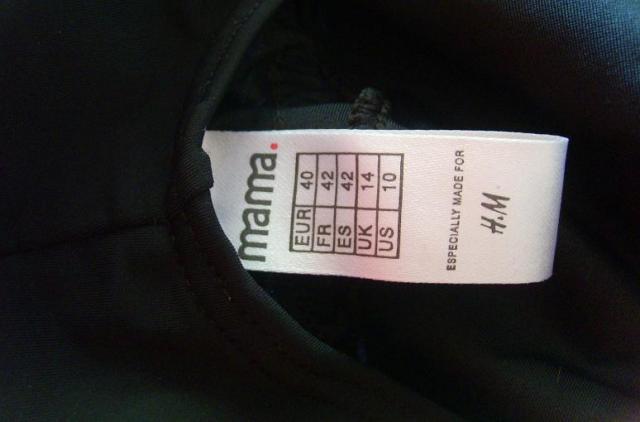 mama.
EUR 40
FR 42
ES 42
UK 14
US 10
ESPECIALLY MADE FOR
H&M